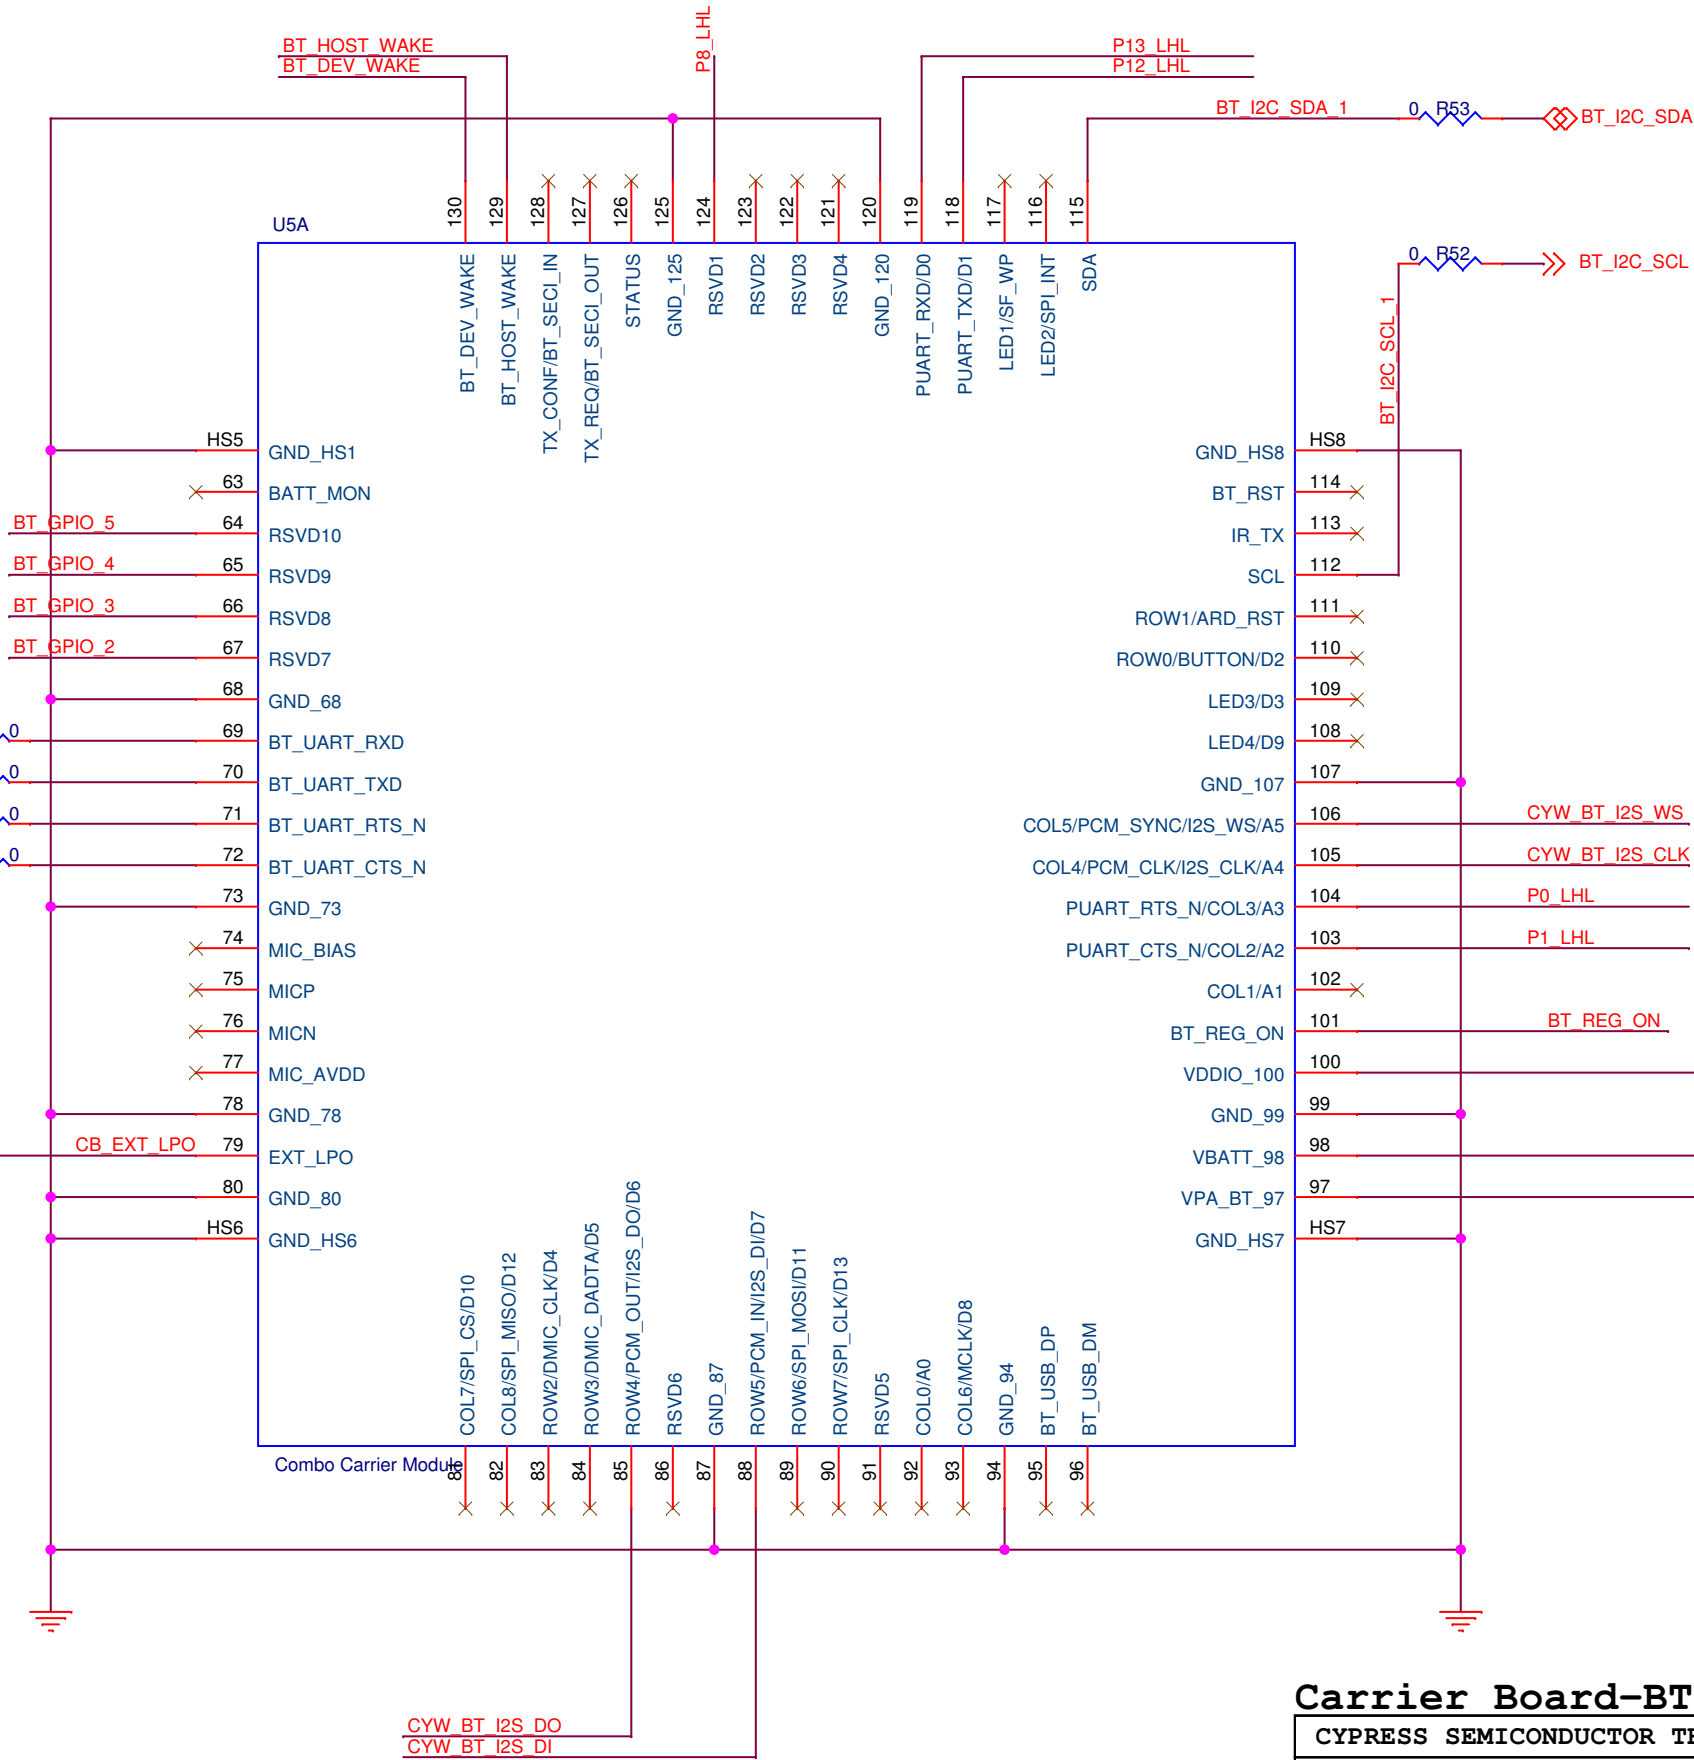 P8_LHL
BT_HOST_WAKE
P13_LHL
BT_DEV_WAKE
P12_LHL
BT_I2C_SDA_1
0 R53
BT_I2C_SDA
130 129 128 127 126 125 124 123 122 121 120 119 118 117 116 115
U5A
BT_DEV_WAKE
BT_HOST_WAKE
TX_CONF/BT_SECI_IN
TX_REQ/BT_SECI_OUT
STATUS
GND_125
RSVD1
RSVD2
RSVD3
RSVD4
GND_120
PUART_RXD/D0
PUART_TXD/D1
LED1/SF_WP
LED2/SPI_INT
SDA
0 R52
BT_I2C_SCL
BT_I2C_SCL_1
HS5 GND_HS1
63 BATT_MON
BT_GPIO_5 64 RSVD10
BT_GPIO_4 65 RSVD9
BT_GPIO_3 66 RSVD8
BT_GPIO_2 67 RSVD7
68 GND_68
0 69 BT_UART_RXD
0 70 BT_UART_TXD
0 71 BT_UART_RTS_N
0 72 BT_UART_CTS_N
73 GND_73
74 MIC_BIAS
75 MICP
76 MICN
77 MIC_AVDD
78 GND_78
CB_EXT_LPO 79 EXT_LPO
80 GND_80
HS6 GND_HS6
GND_HS8 HS8
BT_RST 114
IR_TX 113
SCL 112
ROW1/ARD_RST 111
ROW0/BUTTON/D2 110
LED3/D3 109
LED4/D9 108
GND_107 107
COL5/PCM_SYNC/I2S_WS/A5 106 CYW_BT_I2S_WS
COL4/PCM_CLK/I2S_CLK/A4 105 CYW_BT_I2S_CLK
PUART_RTS_N/COL3/A3 104 P0_LHL
PUART_CTS_N/COL2/A2 103 P1_LHL
COL1/A1 102
BT_REG_ON 101 BT_REG_ON
VDDIO_100 100
GND_99 99
VBATT_98 98
VPA_BT_97 97
GND_HS7 HS7
COL7/SPI_CS/D10
COL8/SPI_MISO/D12
ROW2/DMIC_CLK/D4
ROW3/DMIC_DADTA/D5
ROW4/PCM_OUT/I2S_DO/D6
RSVD6
GND_87
ROW5/PCM_IN/I2S_DI/D7
ROW6/SPI_MOSI/D11
ROW7/SPI_CLK/D13
RSVD5
COL0/A0
COL6/MCLK/D8
GND_94
BT_USB_DP
BT_USB_DM
Combo Carrier Module
81 82 83 84 85 86 87 88 89 90 91 92 93 94 95 96
CYW_BT_I2S_DO
CYW_BT_I2S_DI
Carrier Board-BT
CYPRESS SEMICONDUCTOR